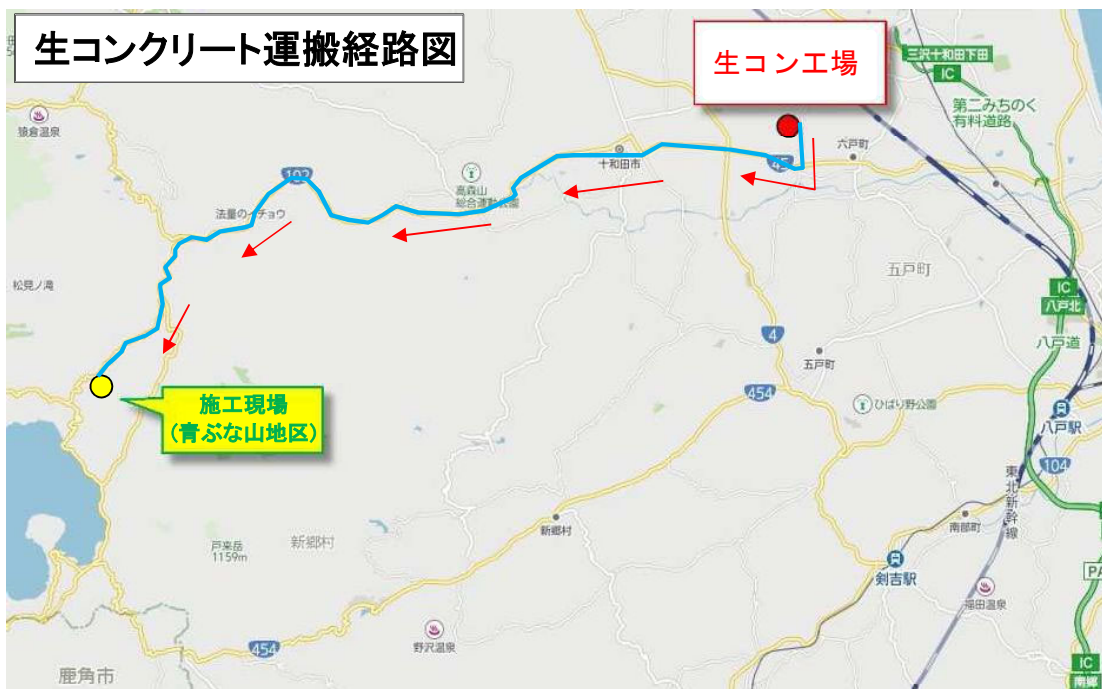 生コンクリート運搬経路図
生コン工場
三沢十和田下田
IC
第二みちのく
有料道路
猿倉温泉
十和田市
45
六戸町
102
高森山
総合運動公園
法量のイチョウ
五戸町
松見ノ滝
IC
八戸北
4
八戸道
五戸町
施工現場
(青ぶな山地区)
454
ひばり野公園
八戸駅
104
東北新幹線
新郷村
南部町
戸来岳
1159m
新郷村
剣吉駅
PA
福田温泉
野沢温泉
454
鹿角市
IC
南郷